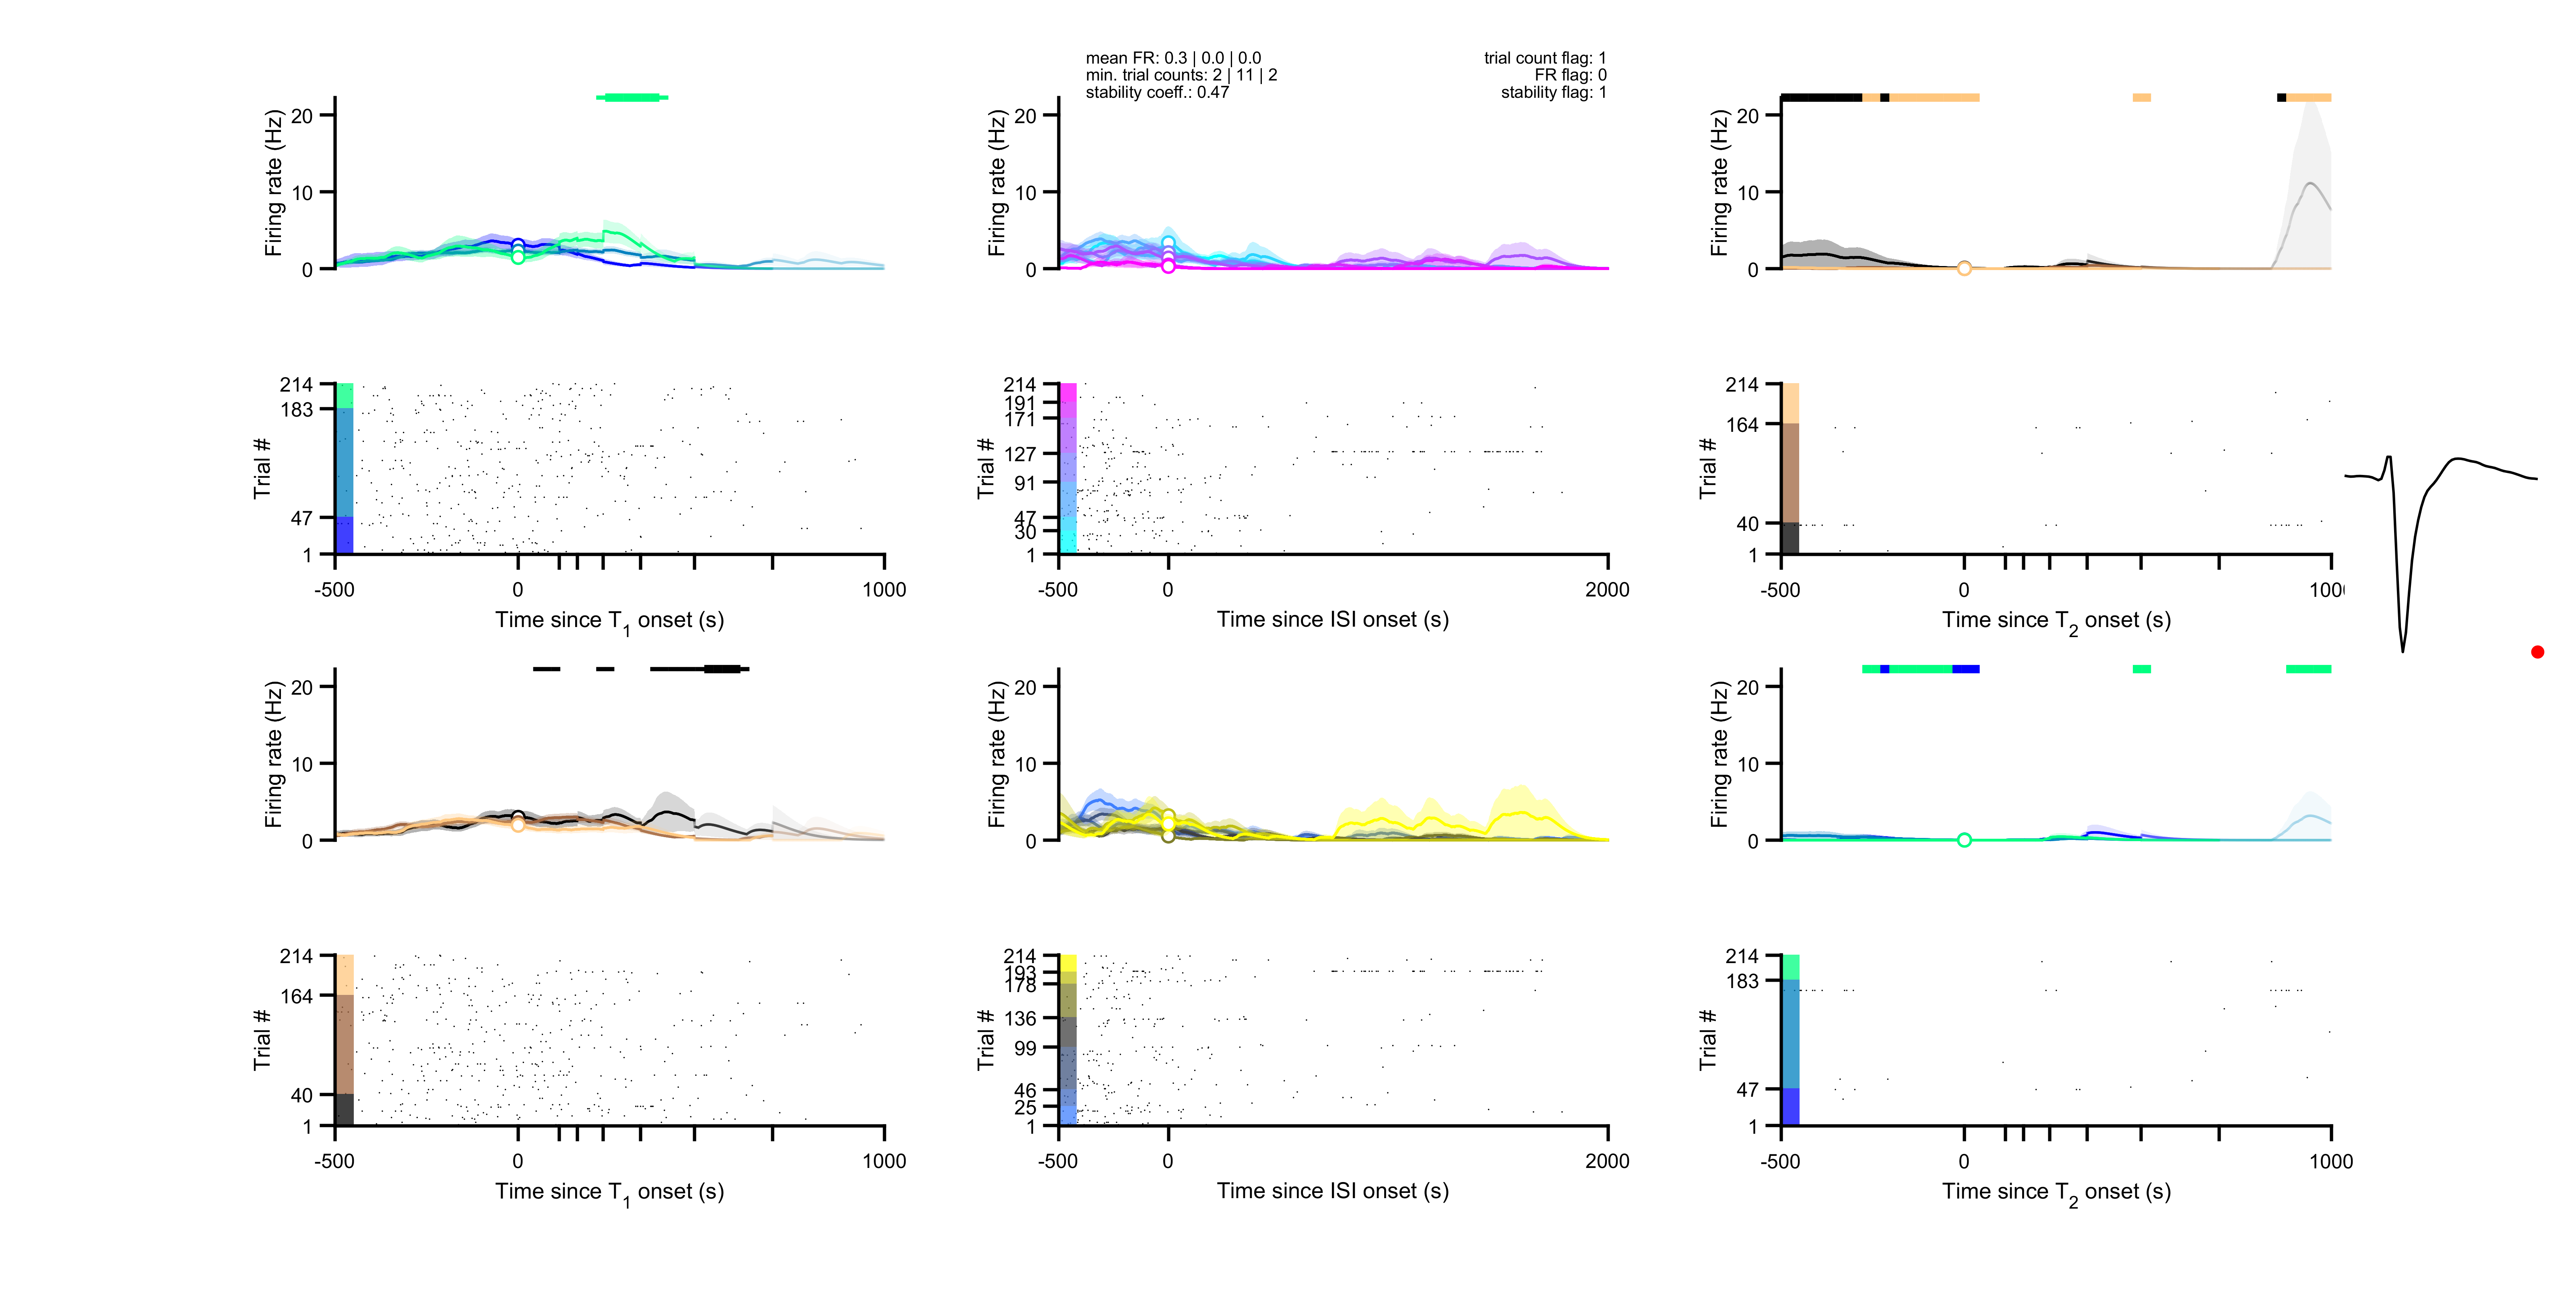 mean FR: 0.3 | 0.0 | 0.0
min. trial counts: 2 | 11 | 2
stability coeff.: 0.47
trial count flag: 1
FR flag: 0
stability flag: 1
Firing rate (Hz)
20
10
0
Firing rate (Hz)
20
10
0
Firing rate (Hz)
20
10
0
Trial #
214
183
47
1
-500
0
1000
Time since T1 onset (s)
Trial #
214
191
171
127
91
47
30
1
-500
0
2000
Time since ISI onset (s)
Trial #
214
164
40
1
-500
0
1000
Time since T2 onset (s)
Firing rate (Hz)
20
10
0
Firing rate (Hz)
20
10
0
Firing rate (Hz)
20
10
0
Trial #
214
164
40
1
-500
0
1000
Time since T1 onset (s)
Trial #
214
193
178
136
99
46
25
1
-500
0
2000
Time since ISI onset (s)
Trial #
214
183
47
1
-500
0
1000
Time since T2 onset (s)